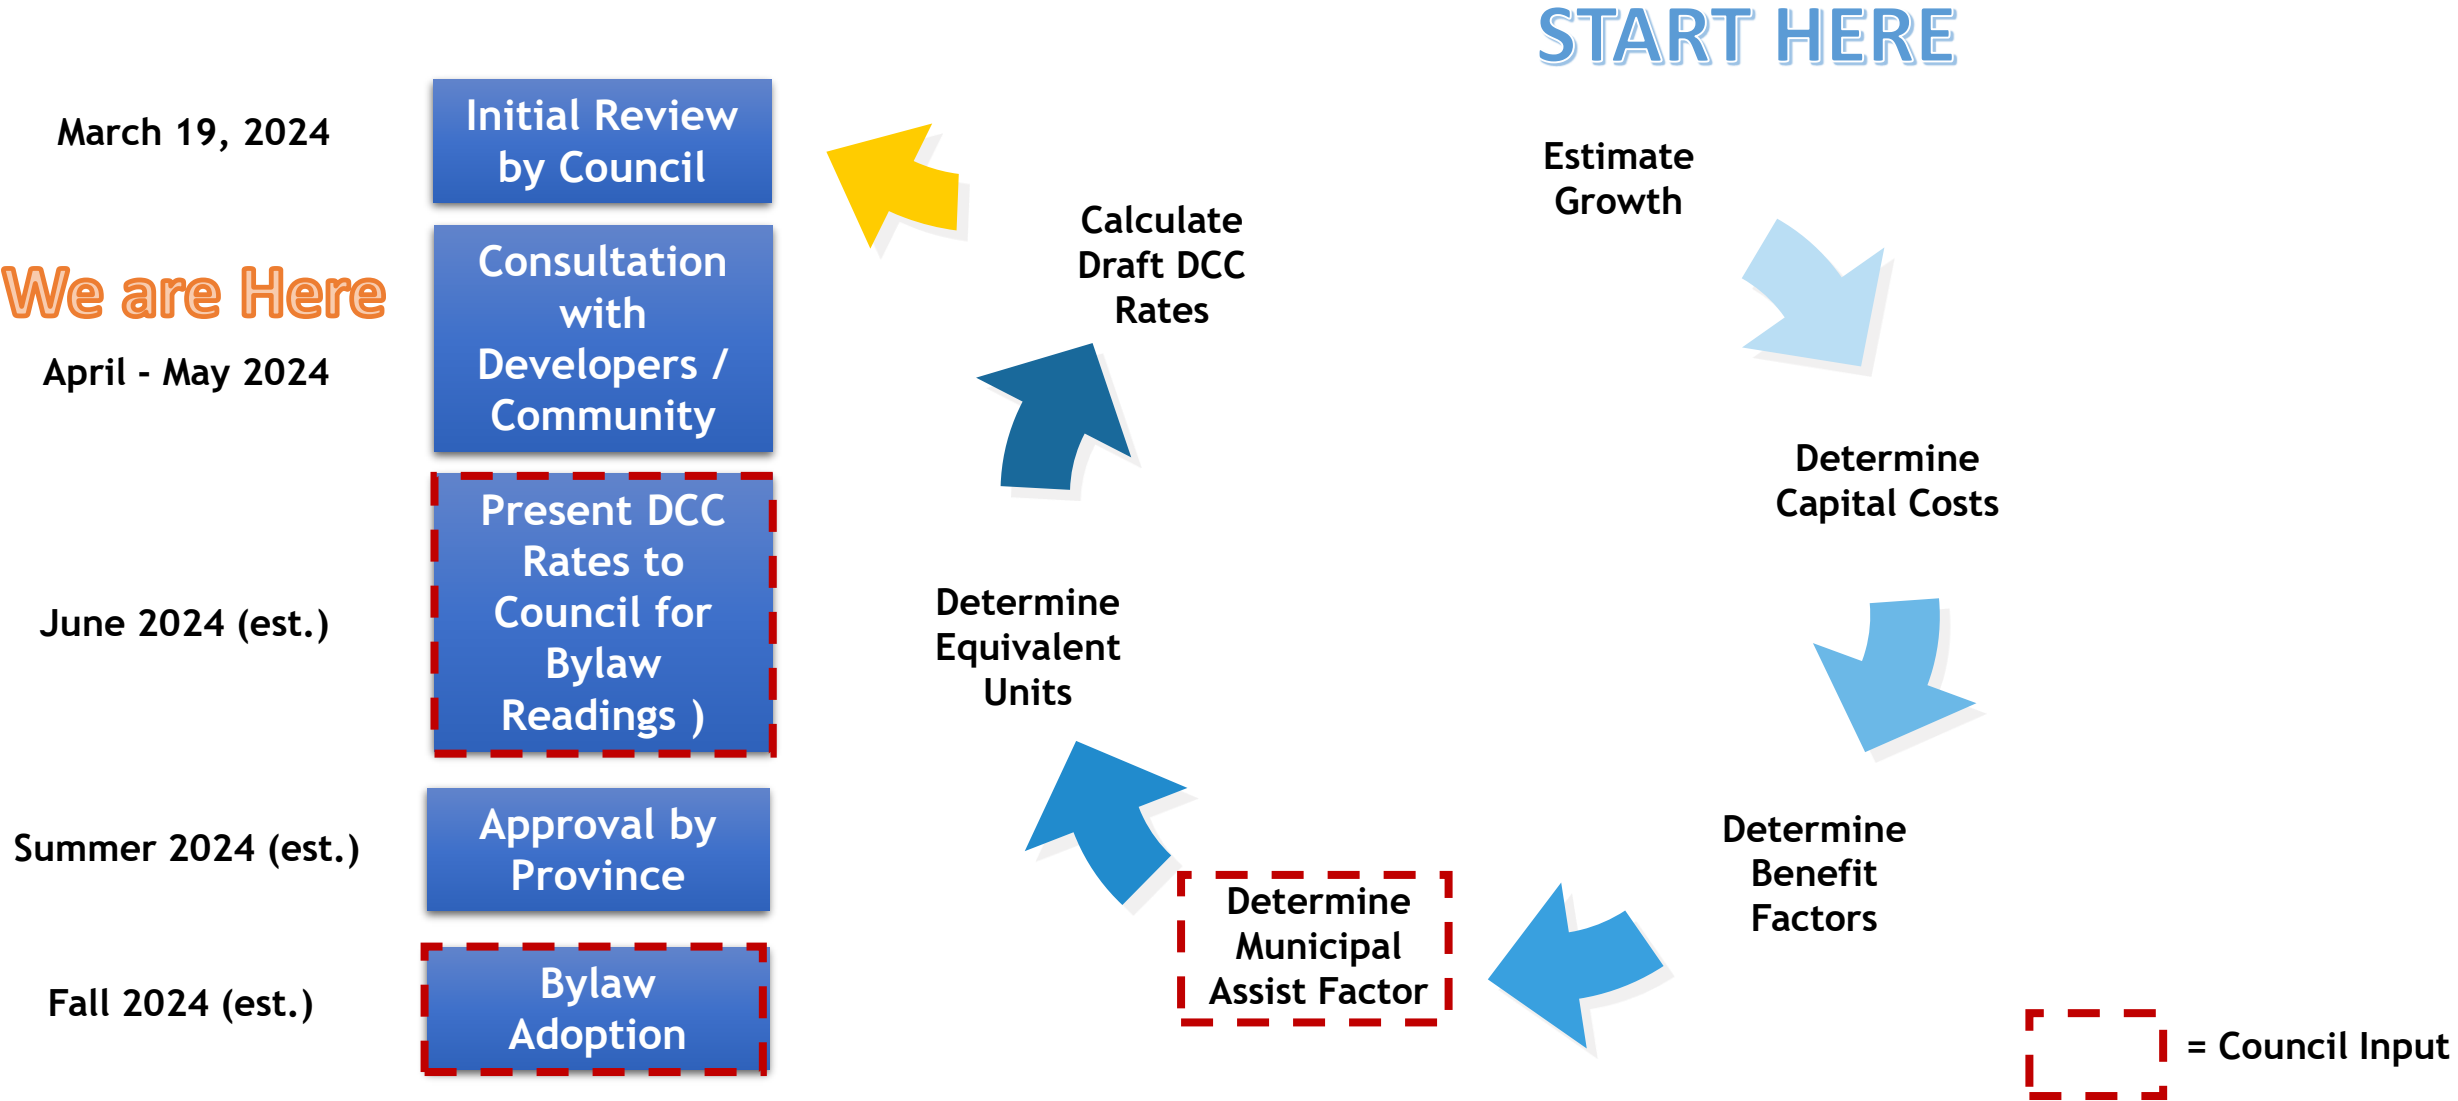 START HERE
Estimate
Growth
Determine
Capital Costs
Determine
Benefit
Factors
Determine
Municipal
Assist Factor
Determine
Equivalent
Units
Calculate
Draft DCC
Rates
March 19, 2024
Initial Review
by Council
We are Here
April - May 2024
Consultation
with
Developers /
Community
June 2024 (est.)
Present DCC
Rates to
Council for
Bylaw
Readings )
Summer 2024 (est.)
Approval by
Province
Fall 2024 (est.)
Bylaw
Adoption
= Council Input